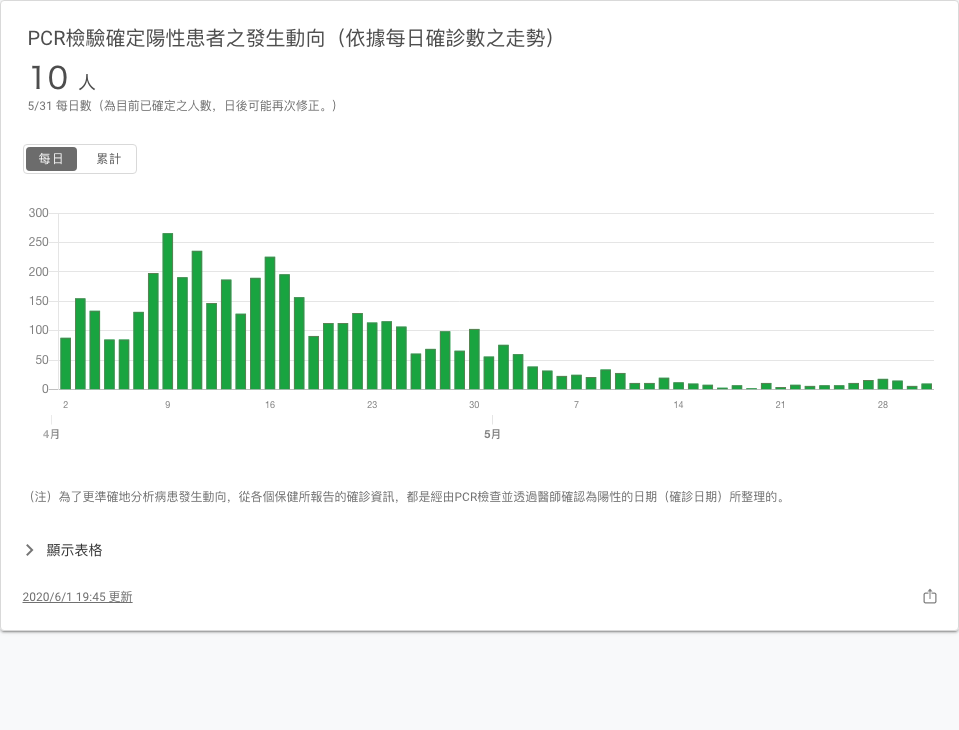 PCR檢驗確定陽性患者之發生動向（依據每日確診數之走勢）
10 人
5/31 每日數（為目前已確定之人數，日後可能再次修正。）
每日 累計
300
250
200
150
100
50
0
2 9 16 23 30 7 14 21 28
4月 5月
（注）為了更準確地分析病患發生動向，從各個保健所報告的確診資訊，都是經由PCR檢查並透過醫師確認為陽性的日期（確診日期）所整理的。
顯示表格
2020/6/1 19:45 更新